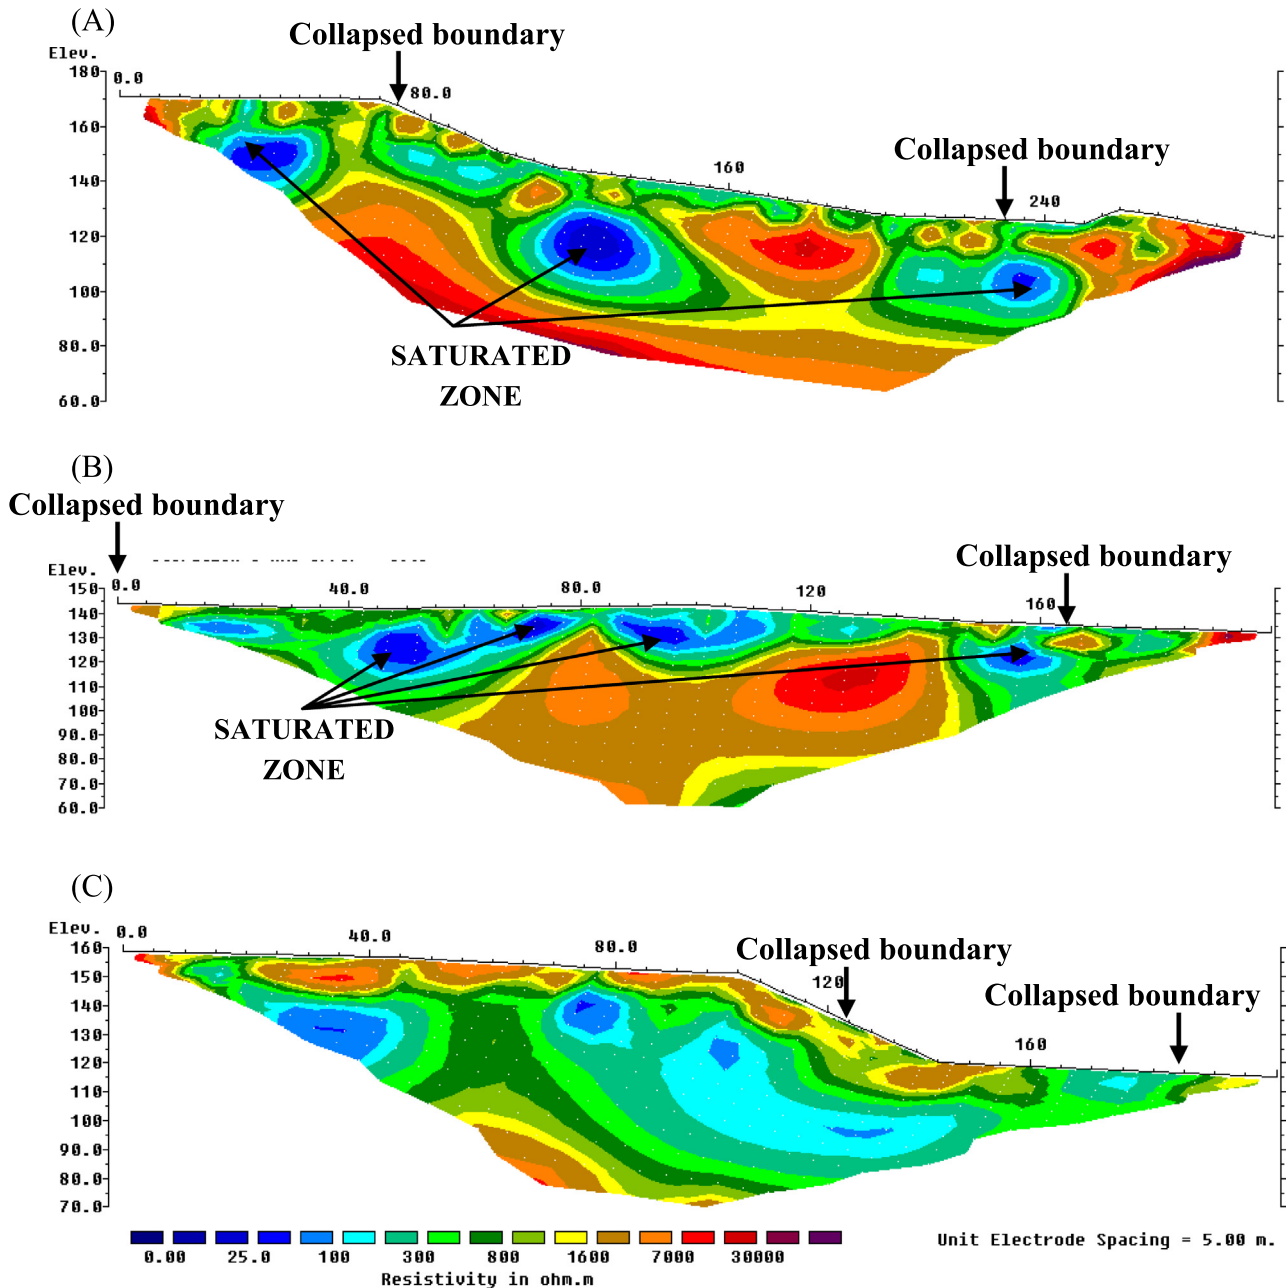 (A)
Collapsed boundary
Elev.
180
0.0
80.0
160
Collapsed boundary
140
160
240
120
100
80.0
60.0
SATURATED
ZONE
(B)
Collapsed boundary
Collapsed boundary
Elev.
150
0.0
40.0
80.0
120
160
140
130
120
110
100
90.0
80.0
70.0
60.0
SATURATED
ZONE
(C)
Elev.
0.0
40.0
80.0
Collapsed boundary
160
150
120
Collapsed boundary
140
130
160
120
110
100
90.0
80.0
70.0
0.00 25.0 100 300 800 1600 7000 30000
Resistivity in ohm.m
Unit Electrode Spacing = 5.00 m.